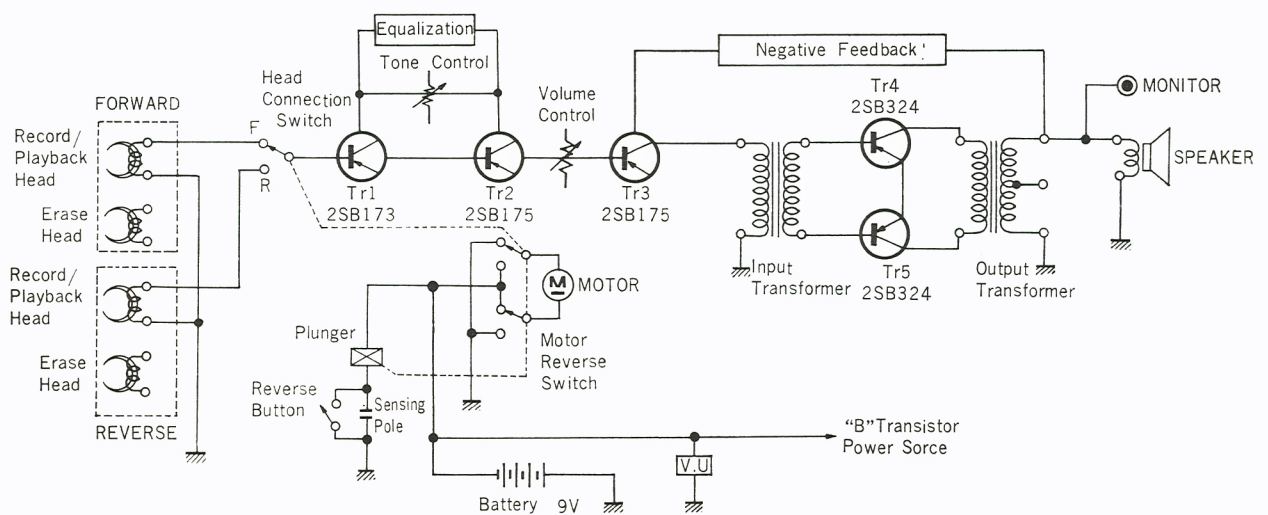 Equalization
Tone Control
Negative Feedback
Head
Connection
Switch
Volume
Control
Tr4
2SB324
MONITOR
FORWARD
Record/
Playback
Head
F
R
Erase
Head
Tr1
2SB173
Tr2
2SB175
Tr3
2SB175
SPEAKER
Input
Transformer
Tr5
2SB324
Output
Transformer
Record/
Playback
Head
Erase
Head
REVERSE
M
MOTOR
Plunger
Motor
Reverse
Switch
Reverse
Button
Sensing
Pole
"B" Transistor
Power Sorce
V.U
Battery 9V